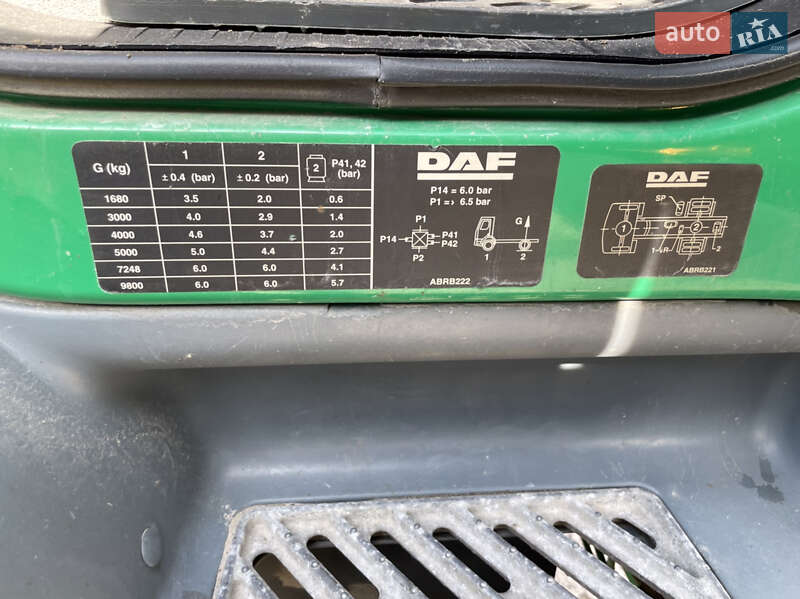 auto RIA .com
G (kg) 1 2 2 P41, 42 (bar)
± 0.4 (bar) ± 0.2 (bar)
1680 3.5 2.0 0.6
3000 4.0 2.9 1.4
4000 4.6 3.7 2.0
5000 5.0 4.4 2.7
7248 6.0 6.0 4.1
9800 6.0 6.0 5.7
DAF
P14 = 6.0 bar
P1 => 6.5 bar
P1 G
P14 P41
P42
P2 1 2
ABRB222
DAF
SP
1 2
1 R 2
ABRB221